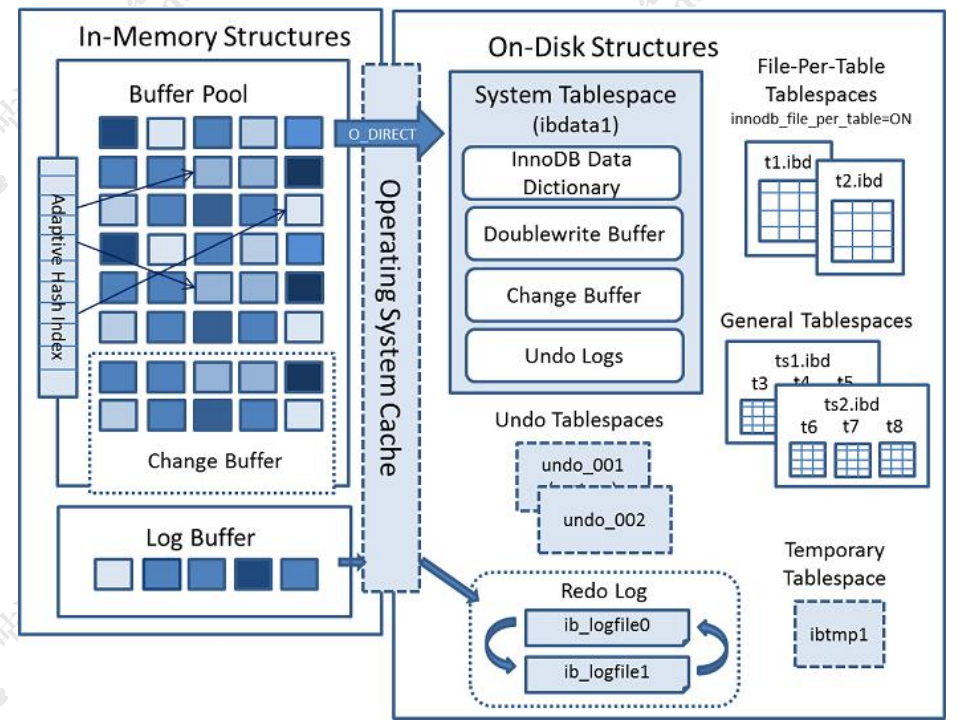 In-Memory Structures
Buffer Pool
Adaptive Hash Index
Change Buffer
Log Buffer
O_DIRECT
Operating System Cache
On-Disk Structures
System Tablespace
(ibdata1)
InnoDB Data
Dictionary
Doublewrite Buffer
Change Buffer
Undo Logs
File-Per-Table
Tablespaces
innodb_file_per_table=ON
t1.ibd
t2.ibd
General Tablespaces
ts1.ibd
t3 t4 t5
ts2.ibd
t6 t7 t8
Undo Tablespaces
undo_001
undo_002
Temporary
Tablespace
ibtmp1
Redo Log
ib_logfile0
ib_logfile1